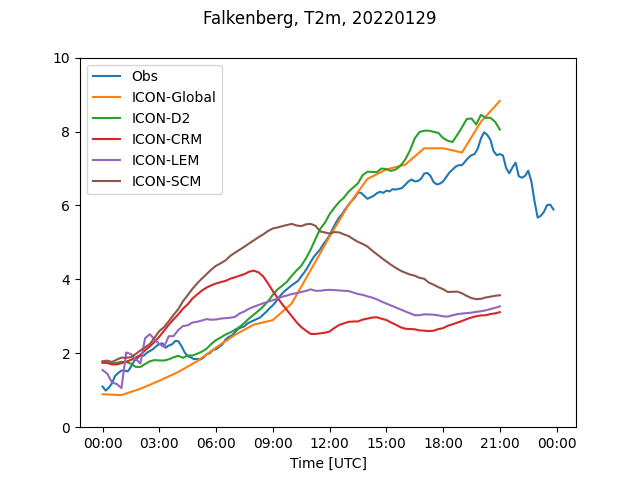 Falkenberg, T2m, 20220129
10
8
6
4
2
0
Obs
ICON-Global
ICON-D2
ICON-CRM
ICON-LEM
ICON-SCM
00:00 03:00 06:00 09:00 12:00 15:00 18:00 21:00 00:00
Time [UTC]